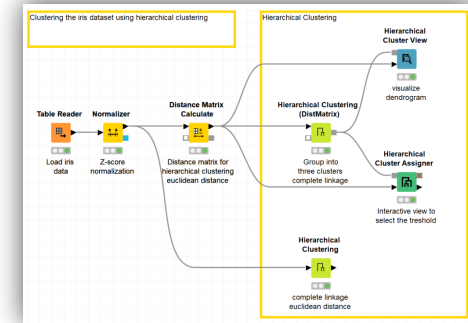 Clustering the iris dataset using hierarchical clustering
Hierarchical Clustering
Hierarchical
Cluster View
visualize
dendrogram
Table Reader
Load iris
data
Normalizer
Z-score
normalization
Distance Matrix
Calculate
Distance matrix for
hierarchical clustering
euclidean distance
Hierarchical Clustering
(DistMatrix)
Group into
three clusters
complete linkage
Hierarchical
Cluster Assigner
Interactive view to
select the treshold
Hierarchical
Clustering
complete linkage
euclidean distance